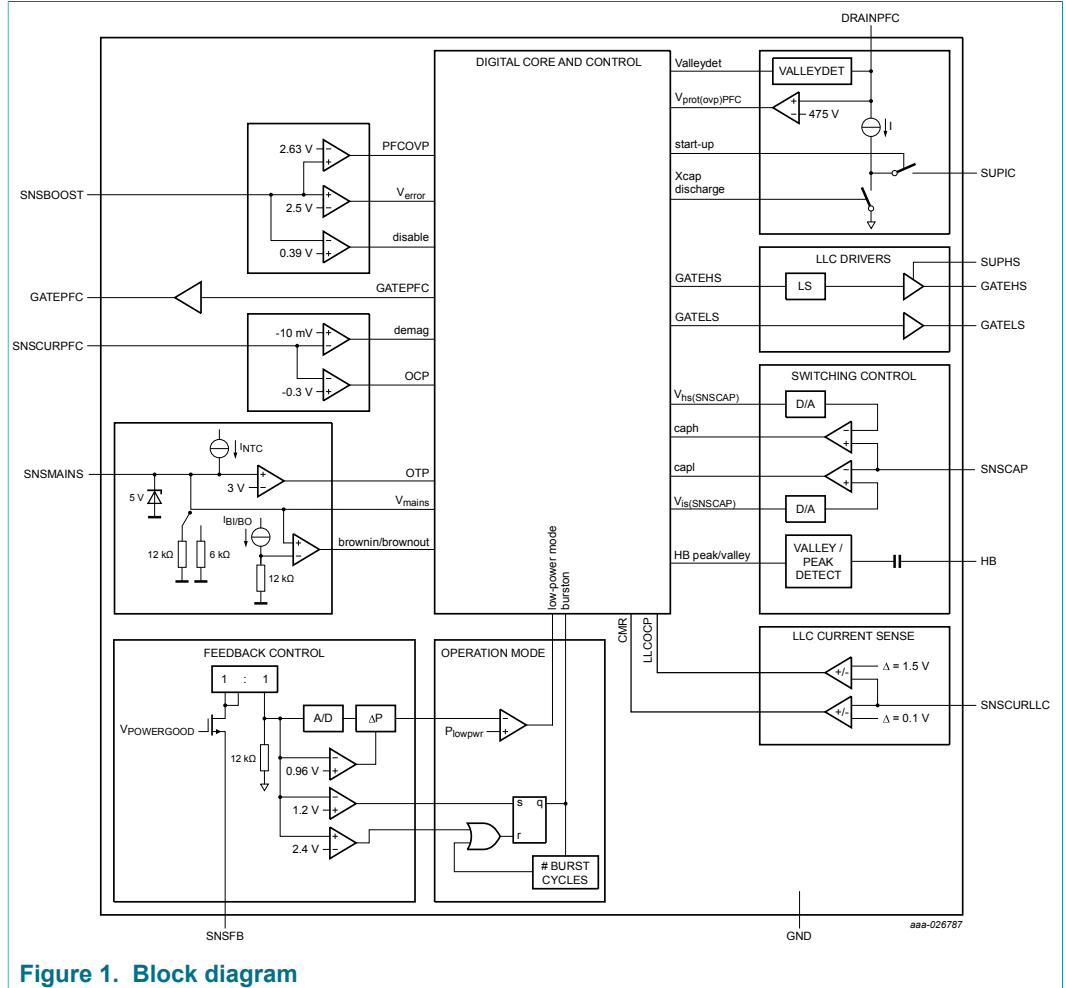 DRAINPFC
DIGITAL CORE AND CONTROL
Valleydet
VALLEYDET
Vprot(ovp)PFC
+
−
475 V
I
start-up
Xcap
discharge
SUPIC
2.63 V
−
+
PFCOVP
SNSBOOST
+
−
2.5 V
Verror
−
+
0.39 V
disable
GATEPFC
GATEPFC
LLC DRIVERS
SUPHS
GATEHS
LS
GATEHS
GATELS
GATELS
-10 mV
+
−
demag
SNSCURPFC
−
+
-0.3 V
OCP
SWITCHING CONTROL
Vhs(SNSCAP)
D/A
caph
−
+
capl
−
+
SNSCAP
Vls(SNSCAP)
D/A
HB peak/valley
VALLEY /
PEAK
DETECT
HB
INTC
SNSMAINS
+
−
3 V
OTP
5 V
Vmains
IBI/BO
12 kΩ
6 kΩ
+
−
brownin/brownout
12 kΩ
low-power mode
burston
CMR
LLCOCP
LLC CURRENT SENSE
+/-
Δ = 1.5 V
SNSCURLLC
+/-
Δ = 0.1 V
FEEDBACK CONTROL
1 : 1
VPOWERGOOD
12 kΩ
A/D
ΔP
−
+
0.96 V
−
+
1.2 V
+
−
2.4 V
OPERATION MODE
−
+
Plowpwr
s q
r
# BURST
CYCLES
SNSFB
GND
aaa-026787
Figure 1. Block diagram